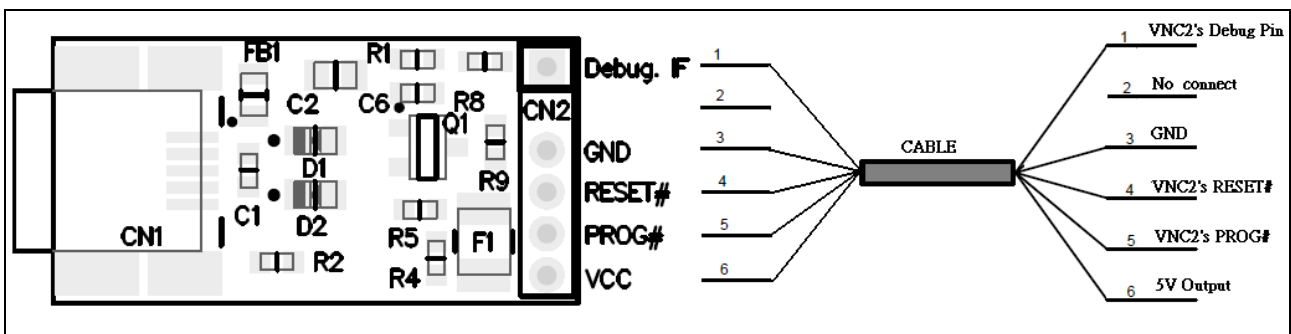 FB1
R1
C2
C6
R8
Q1
CN2
D1
R9
C1
D2
CN1
R5
F1
R2
R4
Debug. IF
GND
RESET#
PROG#
VCC
1
2
3
4
5
6
CABLE
1 VNC2's Debug Pin
2 No connect
3 GND
4 VNC2's RESET#
5 VNC2's PROG#
6 5V Output